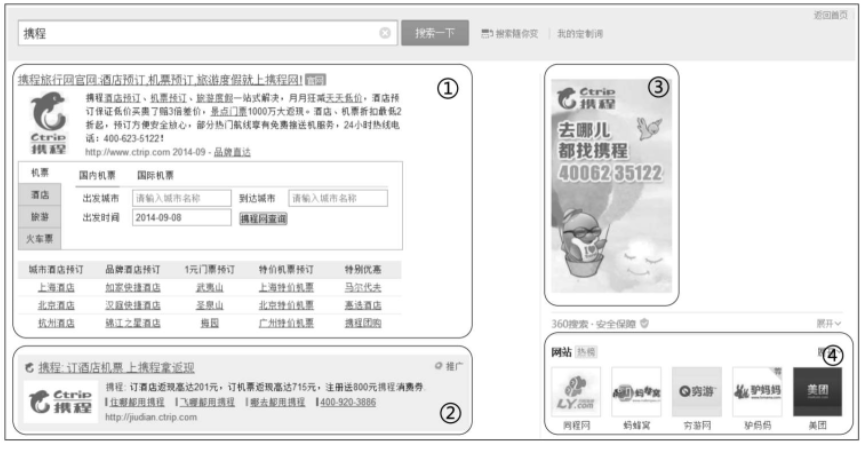 返回首页
携程
搜索一下
搜索随你变 | 我的定制词
携程旅行网官网:酒店预订,机票预订,旅游度假就上携程网! 官网
①
携程酒店预订、机票预订、旅游度假一站式解决，月月狂减天天低价，酒店预
订保证低价买贵了赔3倍差价，景点门票1000万大返现。酒店、机票折扣最低2
折起，预订方便安全放心，部分热门航线享有免费接送机服务，24小时热线电
话：400-623-5122！
http://www.ctrip.com 2014-09 - 品牌直达
Ctrip
携程
机票
国内机票 国际机票
酒店
出发城市 请输入城市名称 到达城市 请输入城市名称
旅游
出发时间 2014-09-08 携程网查询
火车票
城市酒店预订 品牌酒店预订 1元门票预订 特价机票预订 特别优惠
上海酒店 如家快捷酒店 武夷山 上海特价机票 马尔代夫
北京酒店 汉庭快捷酒店 圣泉山 北京特价机票 惠选酒店
杭州酒店 锦江之星酒店 梅园 广州特价机票 携程团购
携程: 订酒店机票 上携程拿返现
推广
携程: 订酒店返现高达201元，订机票返现高达715元，注册送800元携程消费券.
住哪都用携程 飞哪都用携程 哪去都用携程 400-920-3886
http://jiudian.ctrip.com
Ctrip
携程
②
③
Ctrip
携程
去哪儿
都找携程
40062 35122
360搜索·安全保障
展开
网站 热搜
④
LY.com
蚂蜂窝
穷游
驴妈妈
美团
同程网 蚂蜂窝 穷游网 驴妈妈 美团